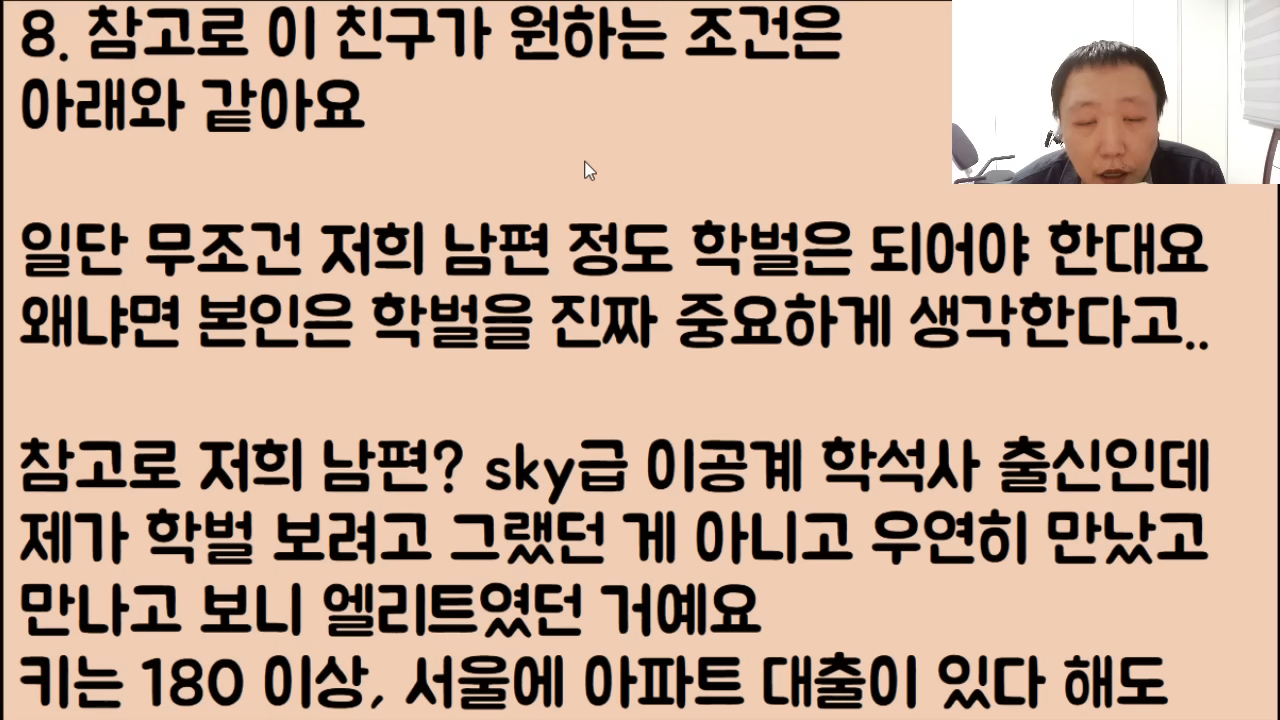 8. 참고로 이 친구가 원하는 조건은
아래와 같아요
일단 무조건 저희 남편 정도 학벌은 되어야 한대요
왜냐면 본인은 학벌을 진짜 중요하게 생각한다고..
참고로 저희 남편? sky급 이공계 학석사 출신인데
제가 학벌 보려고 그랬던 게 아니고 우연히 만났고
만나고 보니 엘리트였던 거예요
키는 180 이상, 서울에 아파트 대출이 있다 해도